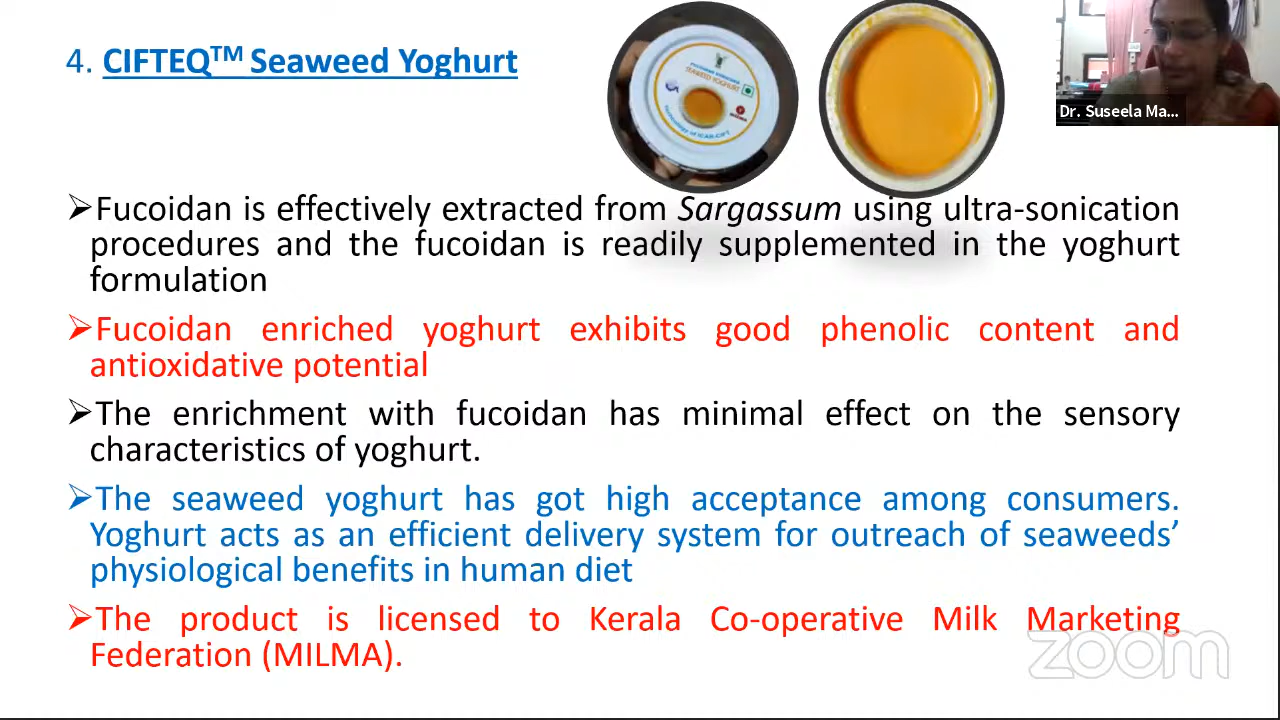 4. CIFTEQTM Seaweed Yoghurt
SEAWEED YOGHURT
Dr. Suseela Ma...
➢Fucoidan is effectively extracted from Sargassum using ultra-sonication
procedures and the fucoidan is readily supplemented in the yoghurt
formulation
➢Fucoidan enriched yoghurt exhibits good phenolic content and
antioxidative potential
➢The enrichment with fucoidan has minimal effect on the sensory
characteristics of yoghurt.
➢The seaweed yoghurt has got high acceptance among consumers.
Yoghurt acts as an efficient delivery system for outreach of seaweeds’
physiological benefits in human diet
➢The product is licensed to Kerala Co-operative Milk Marketing
Federation (MILMA).
zoom